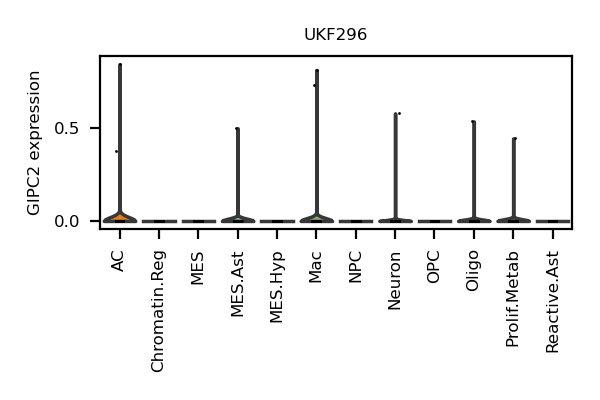 UKF296
GIPC2 expression
0.5
0.0
AC
Chromatin.Reg
MES
MES.Ast
MES.Hyp
Mac
NPC
Neuron
OPC
Oligo
Prolif.Metab
Reactive.Ast